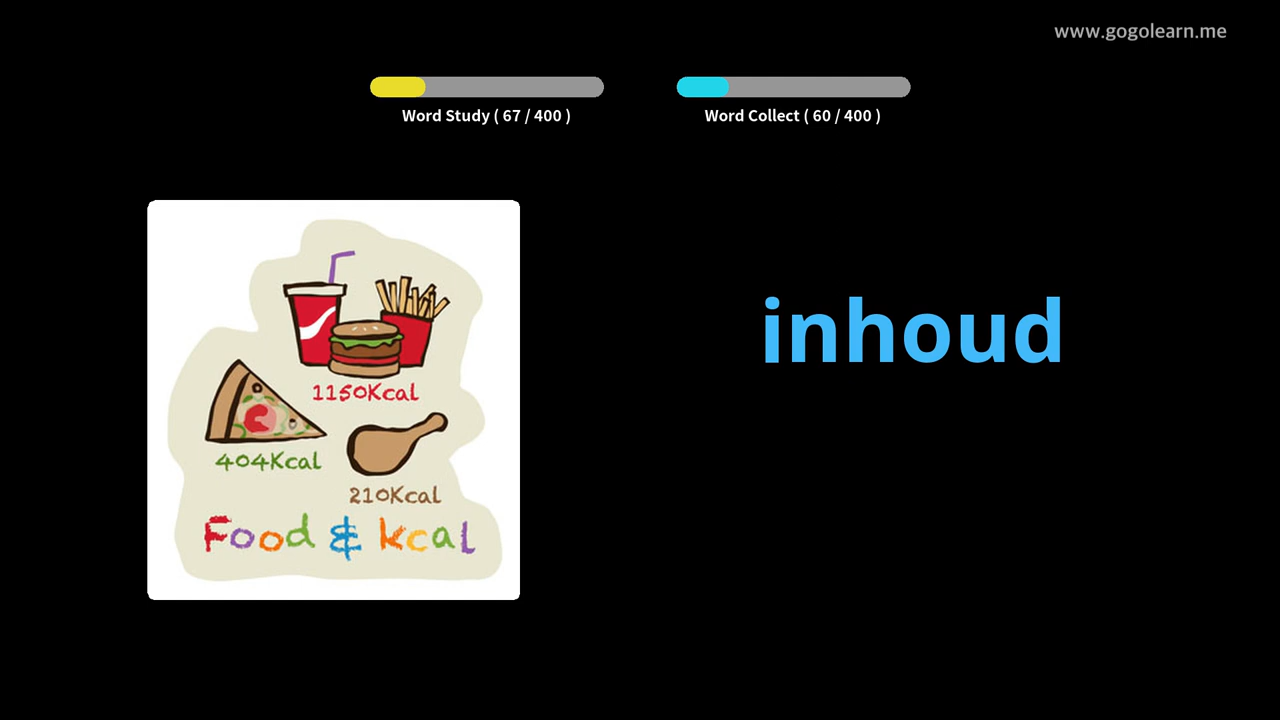 www.gogolearn.me
Word Study ( 67 / 400 )
Word Collect ( 60 / 400 )
inhoud
1150Kcal
404Kcal
210Kcal
Food & kcal